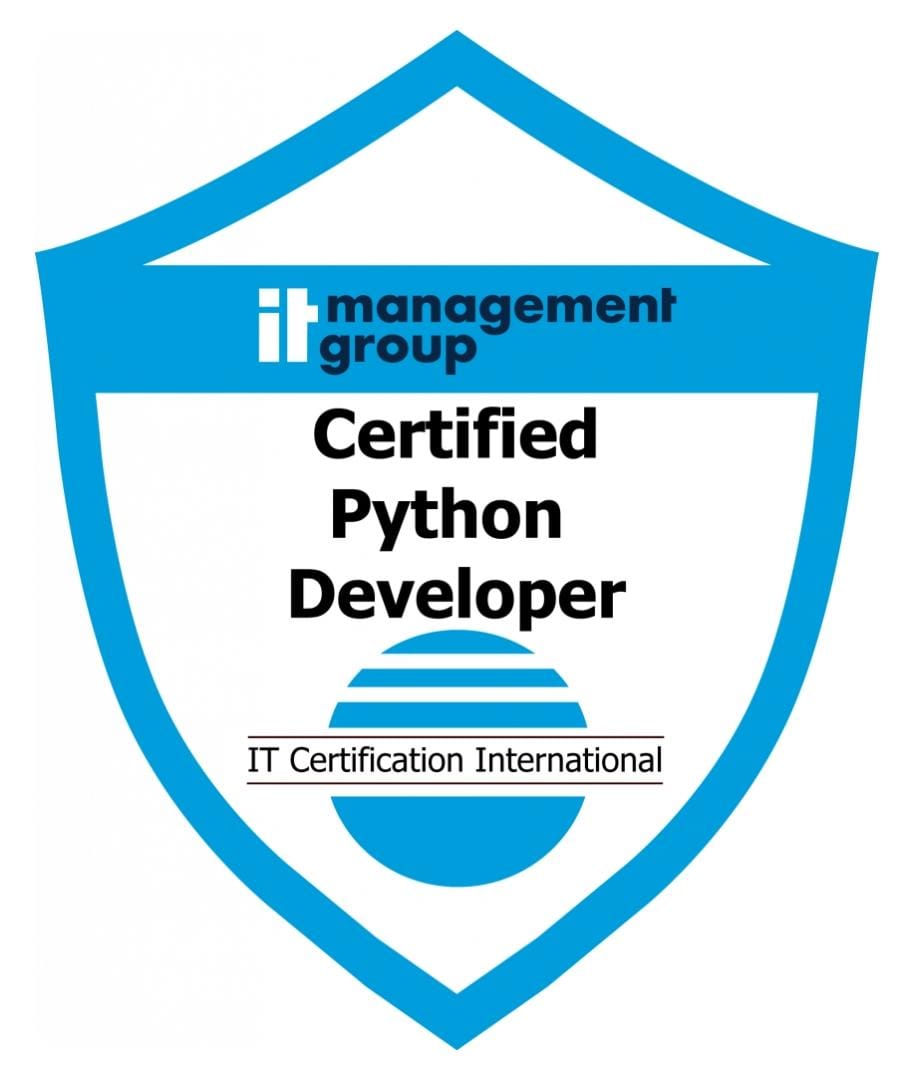 it management
group
Certified
Python
Developer
IT Certification International